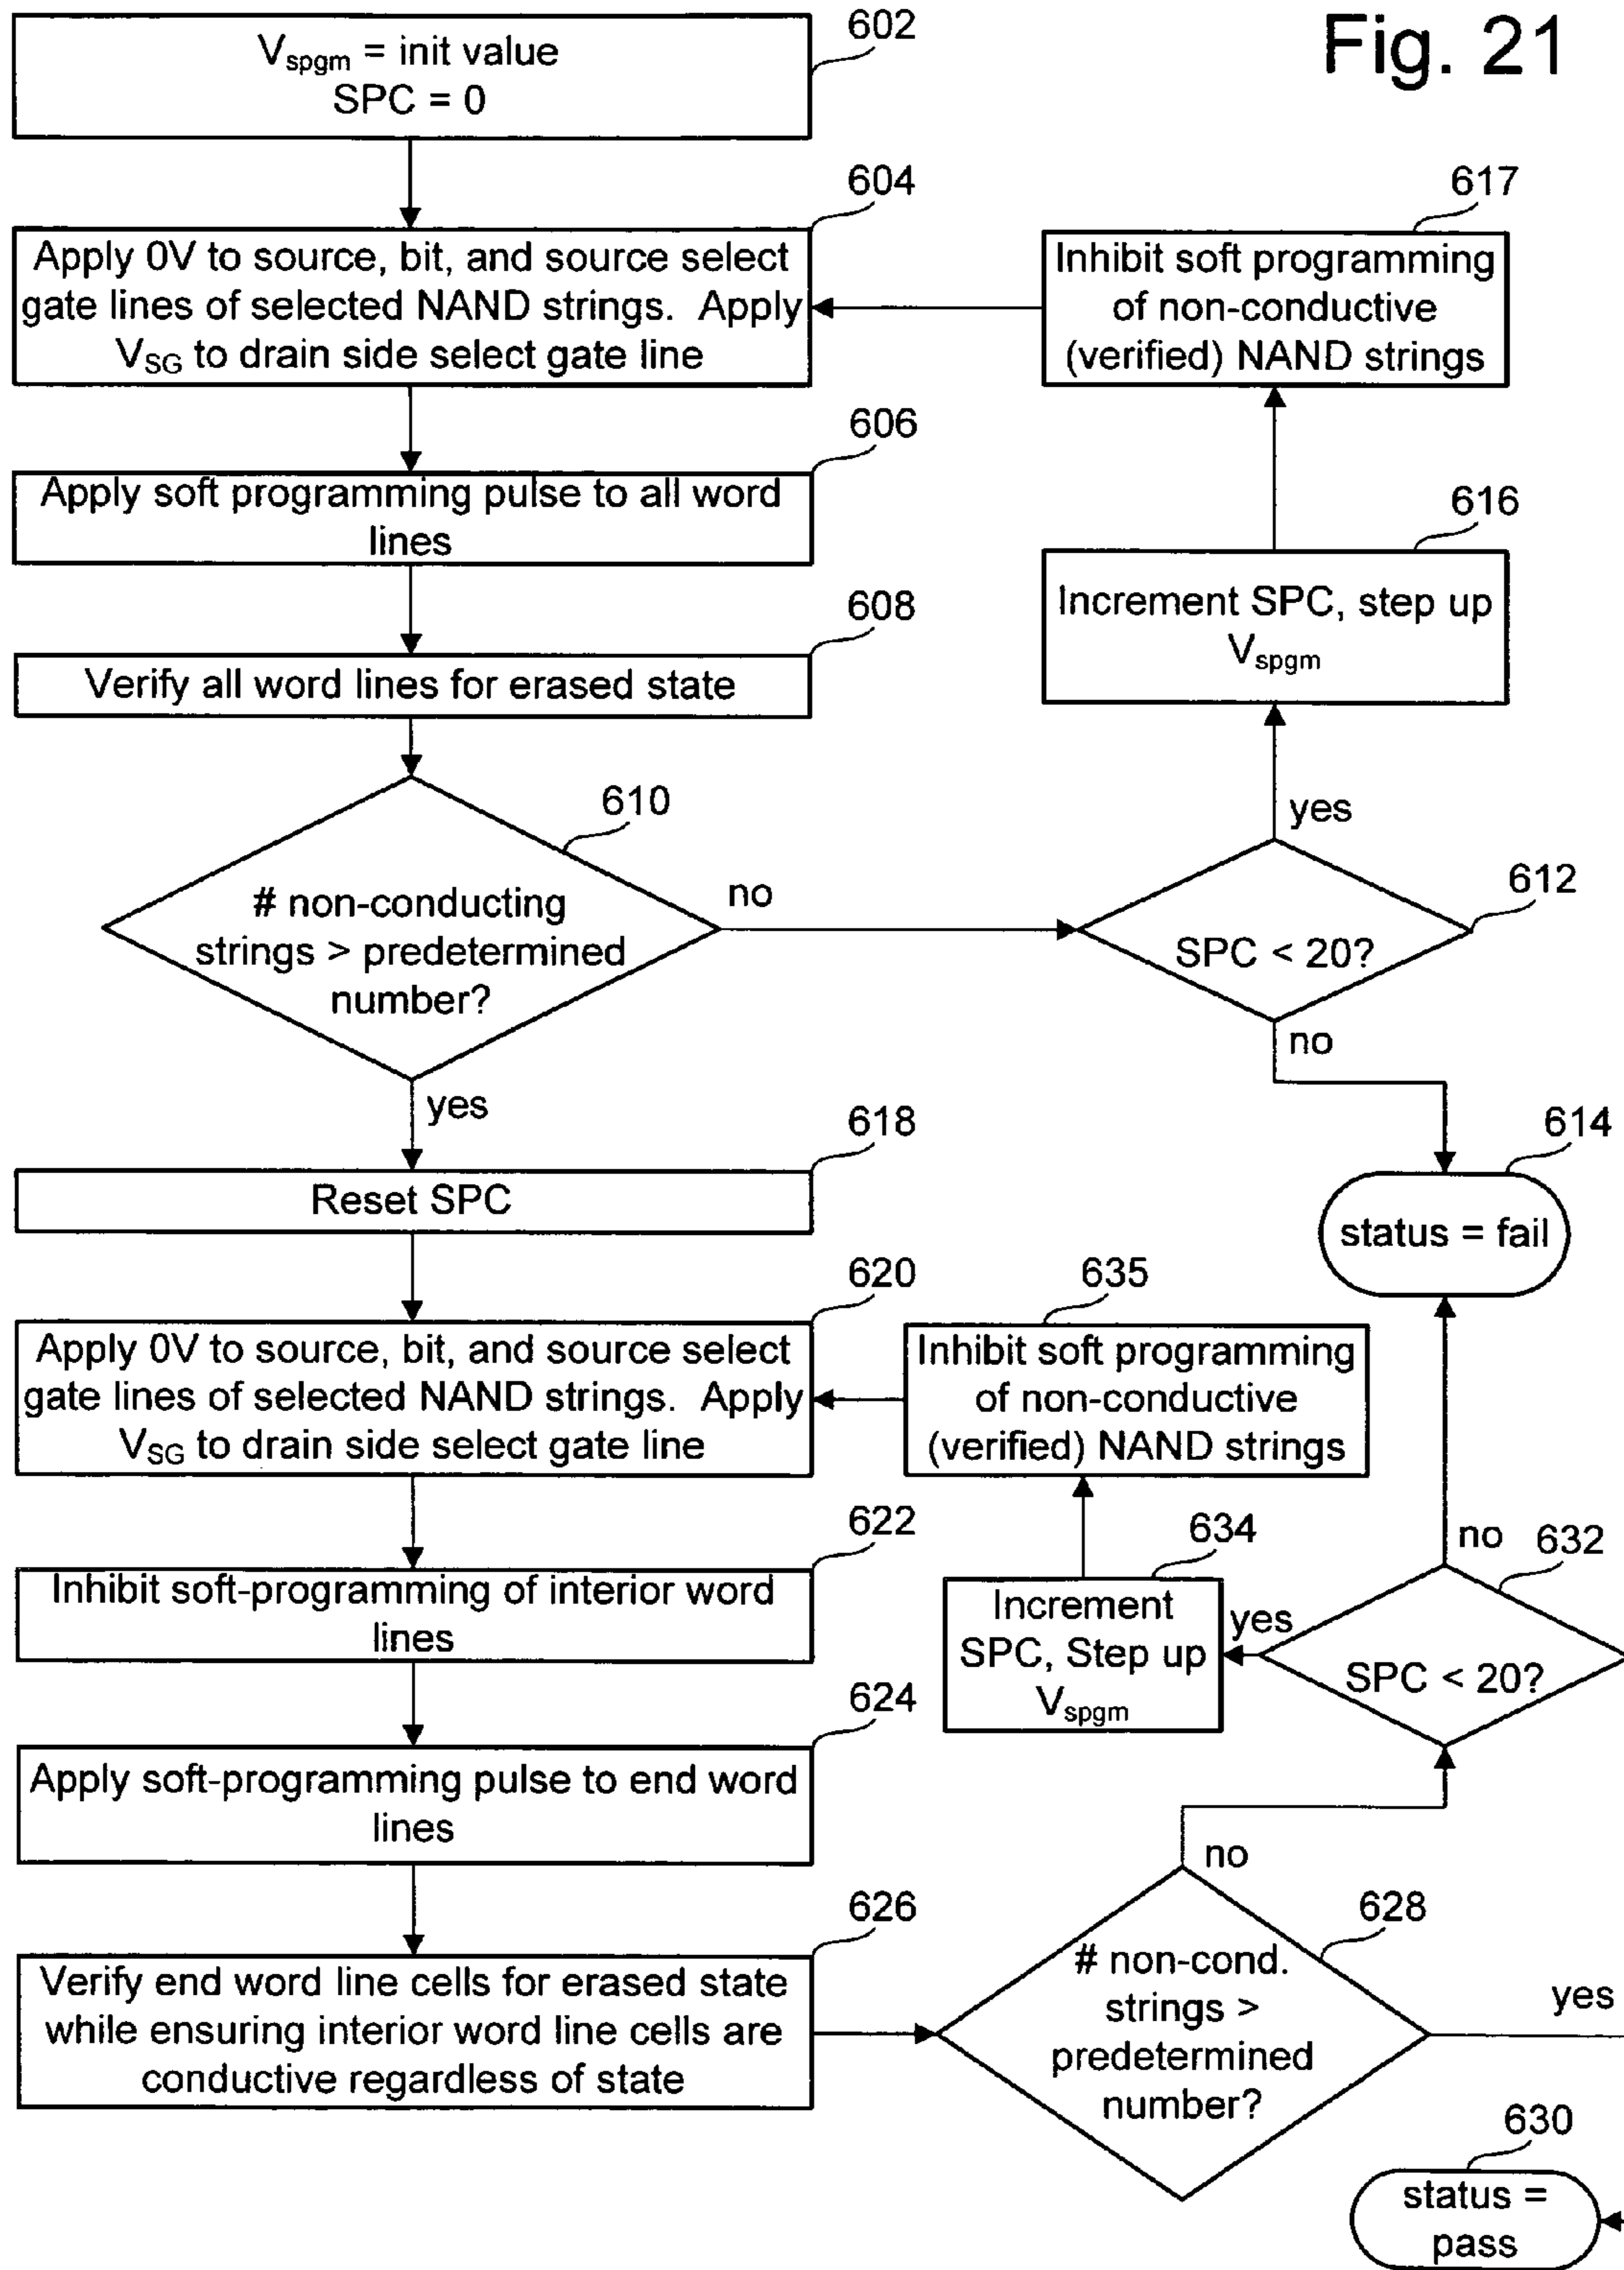 Fig. 21
602
V_spgm = init value
SPC = 0
604
Apply 0V to source, bit, and source select
gate lines of selected NAND strings. Apply
V_SG to drain side select gate line
617
Inhibit soft programming
of non-conductive
(verified) NAND strings
606
Apply soft programming pulse to all word
lines
616
Increment SPC, step up
V_spgm
608
Verify all word lines for erased state
yes
610
# non-conducting
strings > predetermined
number?
no
612
SPC < 20?
no
yes
618
Reset SPC
614
status = fail
620
Apply 0V to source, bit, and source select
gate lines of selected NAND strings. Apply
V_SG to drain side select gate line
635
Inhibit soft programming
of non-conductive
(verified) NAND strings
622
Inhibit soft-programming of interior word
lines
634
Increment
SPC, Step up
V_spgm
yes
no
632
SPC < 20?
624
Apply soft-programming pulse to end word
lines
no
626
Verify end word line cells for erased state
while ensuring interior word line cells are
conductive regardless of state
628
# non-cond.
strings >
predetermined
number?
yes
630
status =
pass